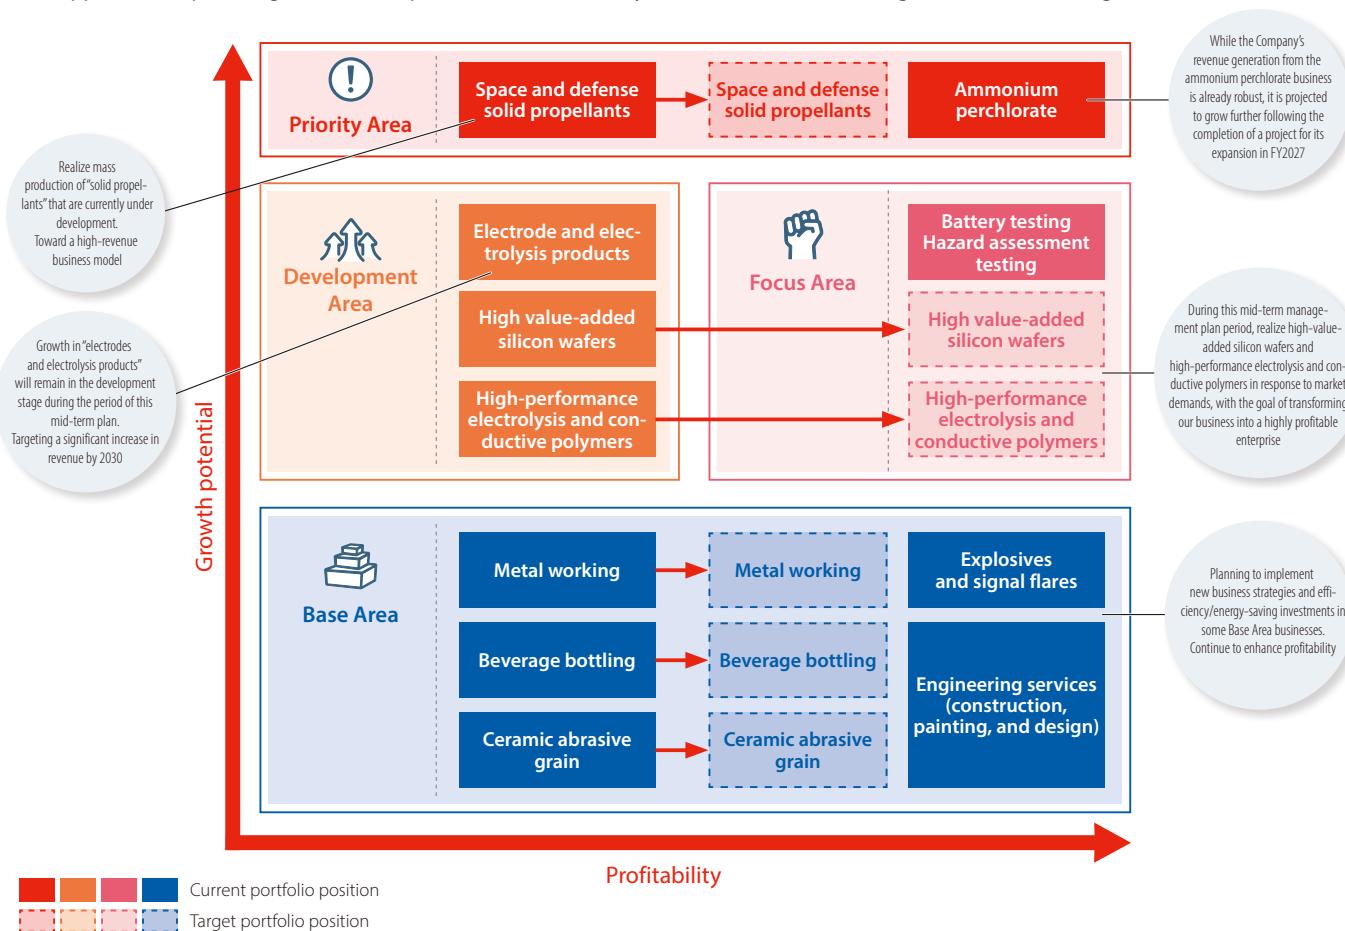 While the Company's
revenue generation from the
ammonium perchlorate business
is already robust, it is projected
to grow further following the
completion of a project for its
expansion in FY2027
Priority Area
Space and defense
solid propellants
Space and defense
solid propellants
Ammonium
perchlorate
Realize mass
production of "solid propel-
lants" that are currently under
development.
Toward a high-revenue
business model
Development
Area
Electrode and elec-
trolysis products
High value-added
silicon wafers
High-performance
electrolysis and con-
ductive polymers
Focus Area
Battery testing
Hazard assessment
testing
High value-added
silicon wafers
High-performance
electrolysis and
conductive polymers
Growth in "electrodes
and electrolysis products"
will remain in the development
stage during the period of this
mid-term plan.
Targeting a significant increase in
revenue by 2030
During this mid-term manage-
ment plan period, realize high-value-
added silicon wafers and
high-performance electrolysis and con-
ductive polymers in response to market
demands, with the goal of transforming
our business into a highly profitable
enterprise
Growth potential
Base Area
Metal working
Metal working
Explosives
and signal flares
Beverage bottling
Beverage bottling
Engineering services
(construction,
painting, and design)
Ceramic abrasive
grain
Ceramic abrasive
grain
Planning to implement
new business strategies and effi-
ciency/energy-saving investments in
some Base Area businesses.
Continue to enhance profitability
Profitability
Current portfolio position
Target portfolio position